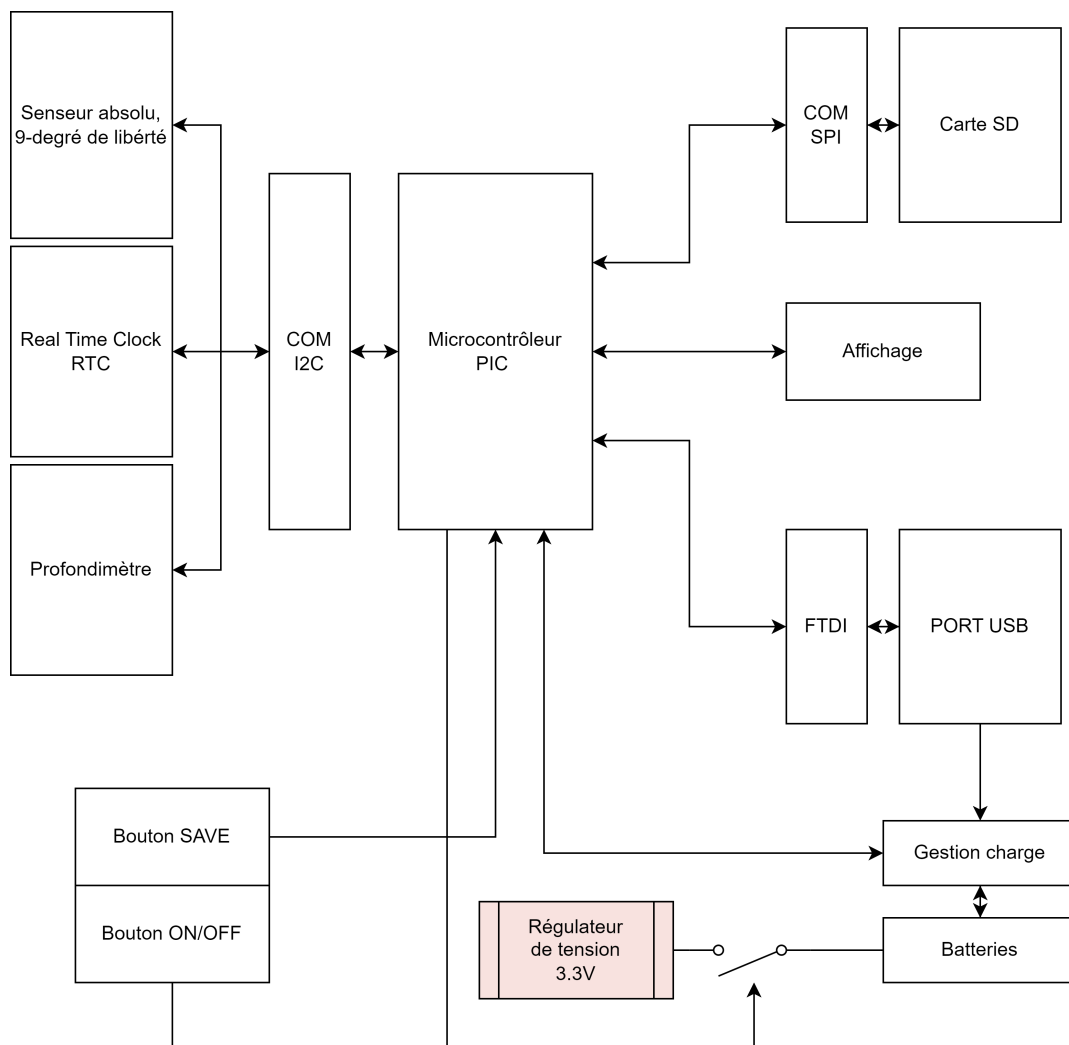 Senseur absolu,
9-degré de libérté
Real Time Clock
RTC
Profondimètre
COM
I2C
Microcontrôleur
PIC
COM
SPI
Carte SD
Affichage
FTDI
PORT USB
Bouton SAVE
Bouton ON/OFF
Gestion charge
Régulateur
de tension
3.3V
Batteries